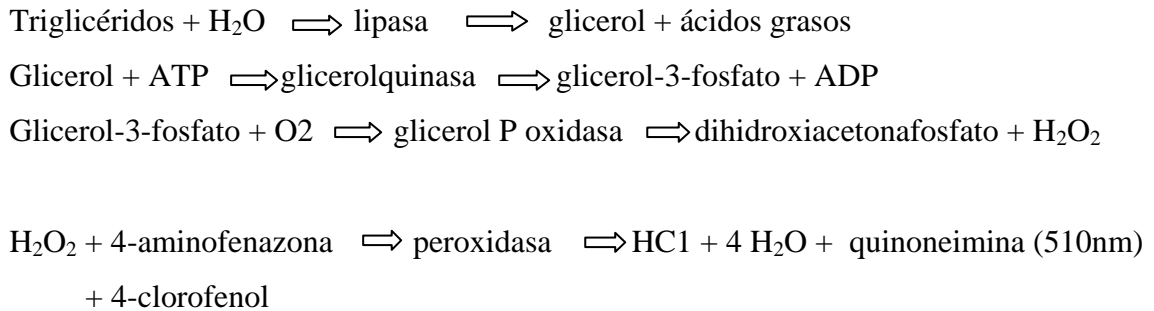 Triglicéridos + H₂O ⇒ lipasa ⇒ glicerol + ácidos grasos
Glicerol + ATP ⇒ glicerolquinasa ⇒ glicerol-3-fosfato + ADP
Glicerol-3-fosfato + O2 ⇒ glicerol P oxidasa ⇒ dihidroxiacetonafosfato + H₂O₂
H₂O₂ + 4-aminofenazona ⇒ peroxidasa ⇒ HC1 + 4 H₂O + quinoneimina (510nm)
+ 4-clorofenol